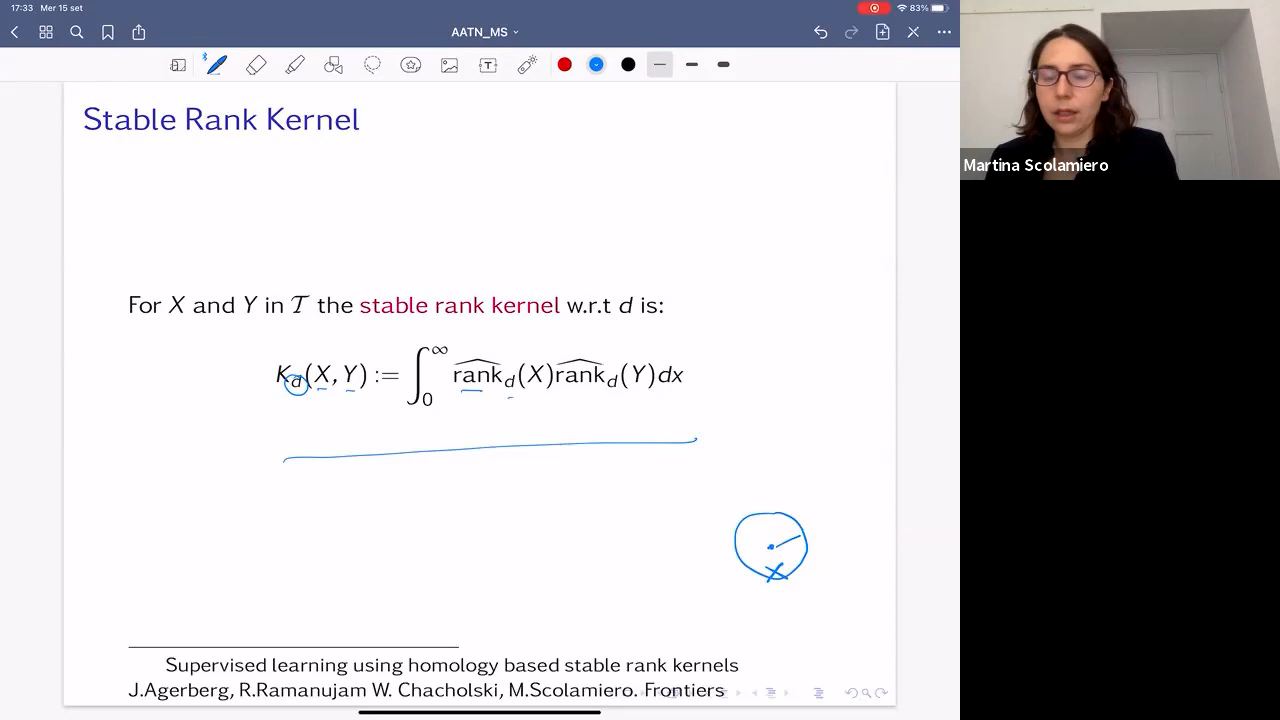 17:33 Mer 15 set
83%
AATN_MS
T
Stable Rank Kernel
Martina Scolamiero
For X and Y in 𝒯 the stable rank kernel w.r.t d is:
K_d(X, Y) := ∫_0^∞ \widehat{rank}_d(X)\widehat{rank}_d(Y)dx
X
Supervised learning using homology based stable rank kernels
J.Agerberg, R.Ramanujam W. Chacholski, M.Scolamiero. Frontiers